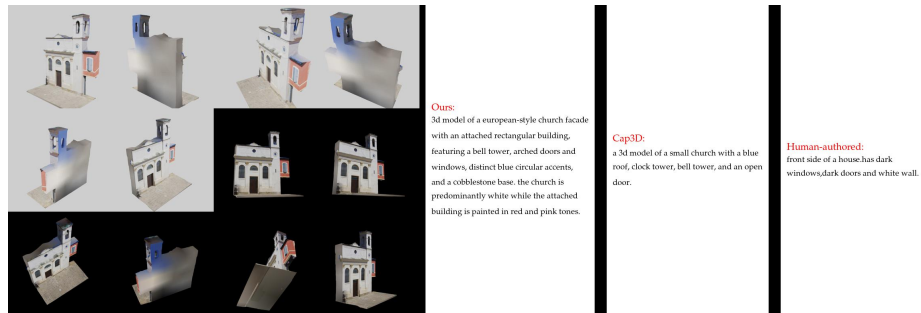 Ours:
3d model of a european-style church facade
with an attached rectangular building,
featuring a bell tower, arched doors and
windows, distinct blue circular accents,
and a cobblestone base. the church is
predominantly white while the attached
building is painted in red and pink tones.
Cap3D:
a 3d model of a small church with a blue
roof, clock tower, bell tower, and an open
door.
Human-authored:
front side of a house.has dark
windows,dark doors and white wall.